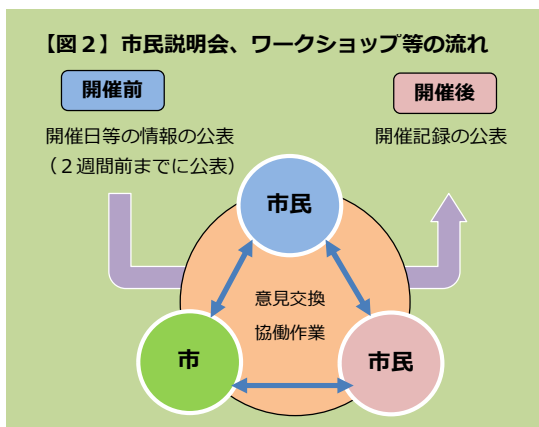 【図２】市民説明会、ワークショップ等の流れ
開催前
開催後
開催日等の情報の公表
（２週間前までに公表）
開催記録の公表
市民
意見交換
協働作業
市
市民